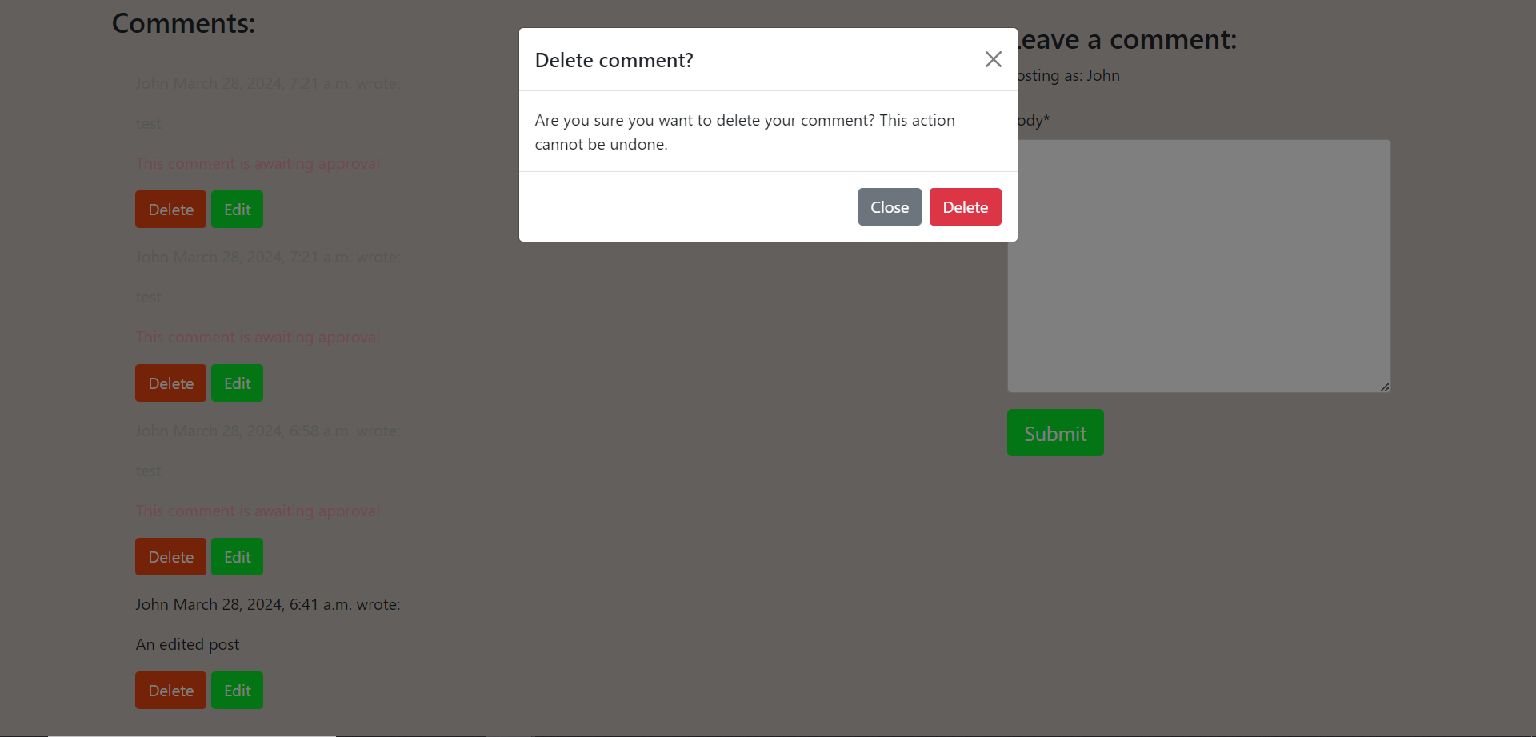 Comments:
John March 28, 2024, 7:21 a.m. wrote:
test
This comment is awaiting approval
Delete
Edit
John March 28, 2024, 7:21 a.m. wrote:
test
This comment is awaiting approval
Delete
Edit
John March 28, 2024, 6:58 a.m. wrote:
test
This comment is awaiting approval
Delete
Edit
John March 28, 2024, 6:41 a.m. wrote:
An edited post
Delete
Edit
Delete comment?
Are you sure you want to delete your comment? This action
cannot be undone.
Close
Delete
eave a comment:
osting as: John
ody*
Submit